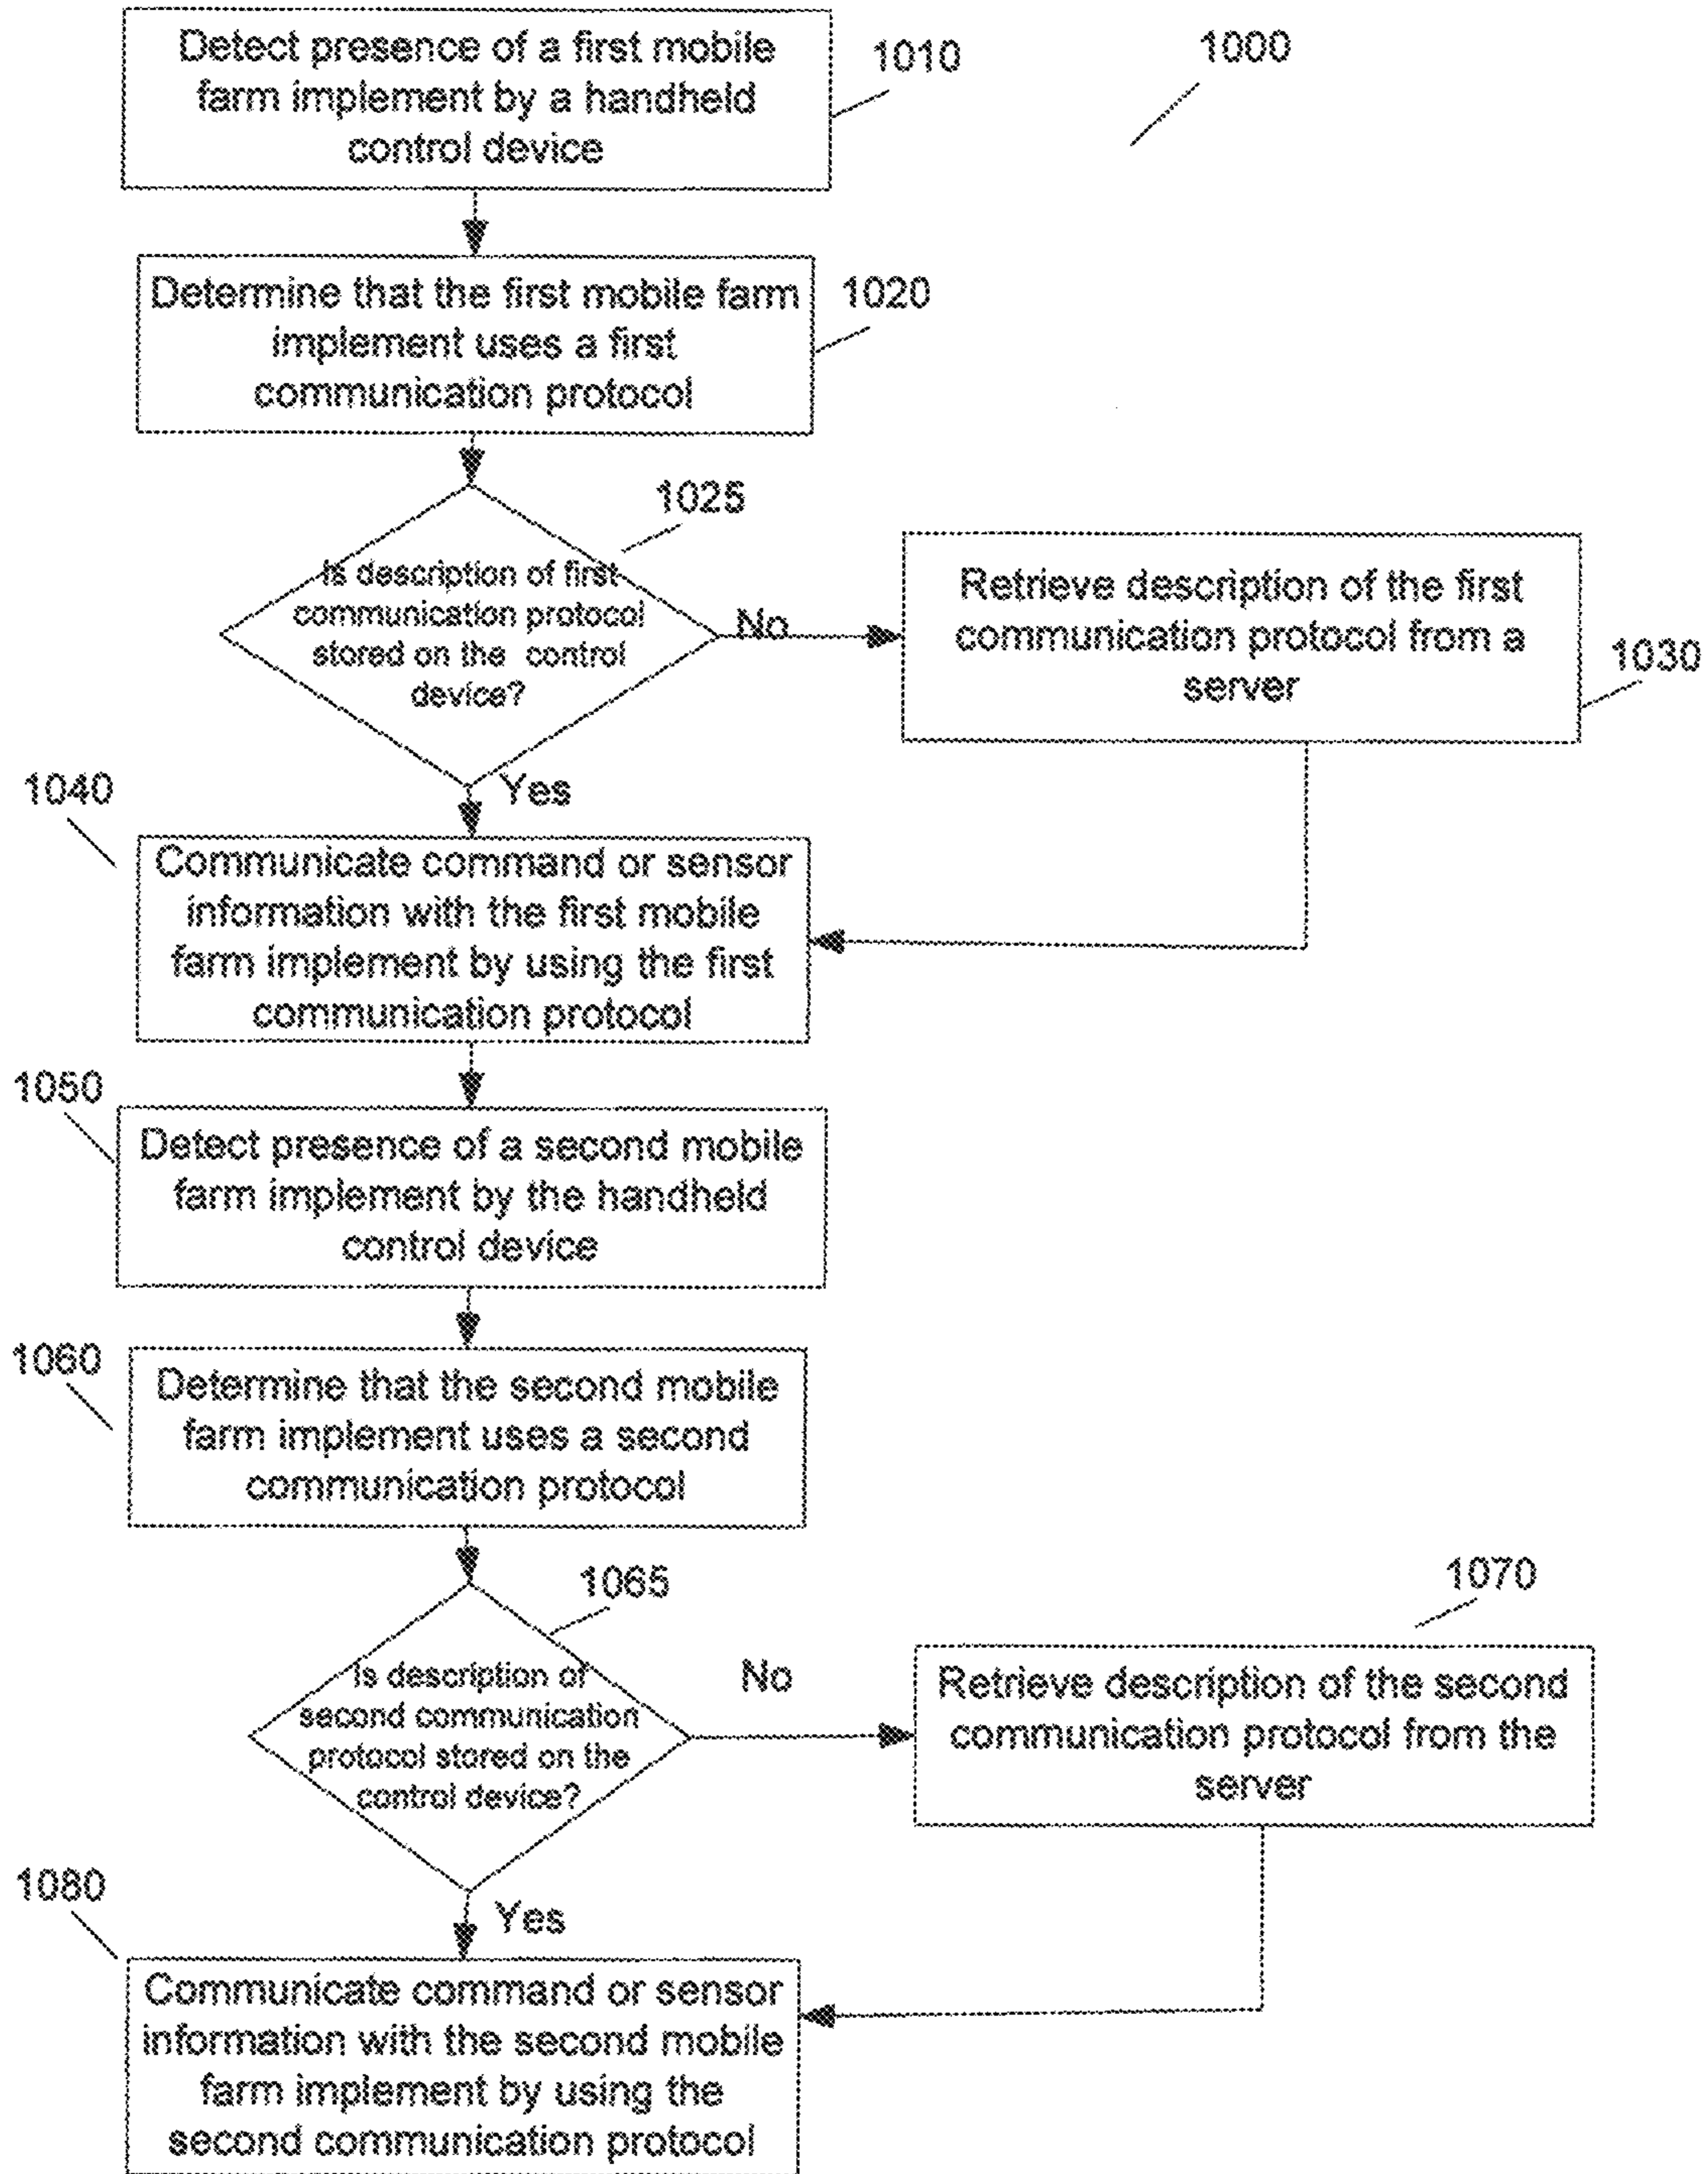 Detect presence of a first mobile
farm implement by a handheld
control device
1010
1000
Determine that the first mobile farm
implement uses a first
communication protocol
1020
Is description of first
communication protocol
stored on the control
device?
1025
No
Retrieve description of the first
communication protocol from a
server
1030
Yes
1040
Communicate command or sensor
information with the first mobile
farm implement by using the first
communication protocol
1050
Detect presence of a second mobile
farm implement by the handheld
control device
1060
Determine that the second mobile
farm implement uses a second
communication protocol
1065
Is description of
second communication
protocol stored on the
control device?
No
1070
Retrieve description of the second
communication protocol from the
server
Yes
1080
Communicate command or sensor
information with the second mobile
farm implement by using the
second communication protocol